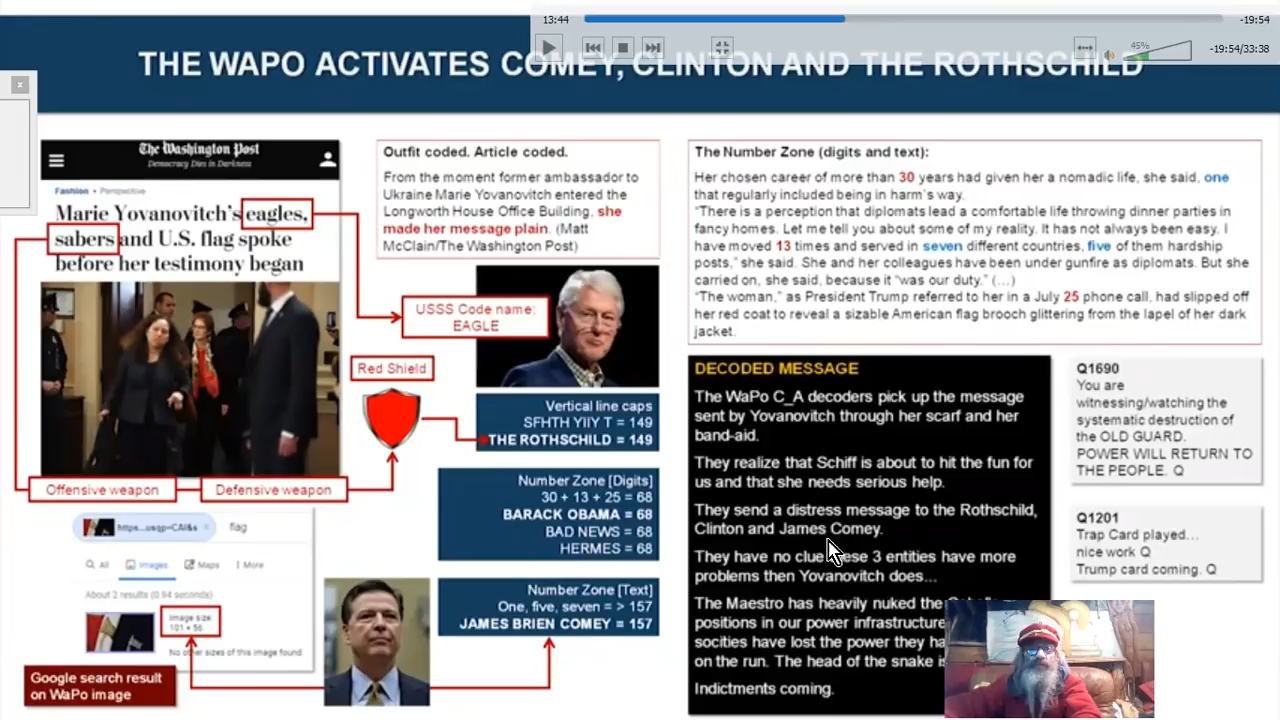 13:44
-19:54
45%
-19:54/33:38
THE WAPO ACTIVATES COMEY, CLINTON AND THE ROTHSCHILD
x
The Washington Post
Democracy Dies in Darkness
Fashion • Perspective
Marie Yovanovitch's eagles,
sabers and U.S. flag spoke
before her testimony began
Offensive weapon
Defensive weapon
https...usqp=CAI&s x flag
All Images Maps More
About 2 results (0.94 seconds)
Image size
101 × 56
No other sizes of this image found.
Google search result
on WaPo image
Outfit coded. Article coded.
From the moment former ambassador to
Ukraine Marie Yovanovitch entered the
Longworth House Office Building, she
made her message plain. (Matt
McClain/The Washington Post)
USSS Code name:
EAGLE
Red Shield
Vertical line caps
SFHTH YIIY T = 149
THE ROTHSCHILD = 149
Number Zone [Digits]
30 + 13 + 25 = 68
BARACK OBAMA = 68
BAD NEWS = 68
HERMES = 68
Number Zone [Text]
One, five, seven = > 157
JAMES BRIEN COMEY = 157
The Number Zone (digits and text):
Her chosen career of more than 30 years had given her a nomadic life, she said, one
that regularly included being in harm's way.
"There is a perception that diplomats lead a comfortable life throwing dinner parties in
fancy homes. Let me tell you about some of my reality. It has not always been easy. I
have moved 13 times and served in seven different countries, five of them hardship
posts," she said. She and her colleagues have been under gunfire as diplomats. But she
carried on, she said, because it "was our duty." (…)
"The woman," as President Trump referred to her in a July 25 phone call, had slipped off
her red coat to reveal a sizable American flag brooch glittering from the lapel of her dark
jacket.
DECODED MESSAGE
The WaPo C_A decoders pick up the message
sent by Yovanovitch through her scarf and her
band-aid.
They realize that Schiff is about to hit the fun for
us and that she needs serious help.
They send a distress message to the Rothschild,
Clinton and James Comey.
They have no clue these 3 entities have more
problems then Yovanovitch does...
The Maestro has heavily nuked the
positions in our power infrastructure
socities have lost the power they ha
on the run. The head of the snake is
Indictments coming.
Q1690
You are
witnessing/watching the
systematic destruction of
the OLD GUARD.
POWER WILL RETURN TO
THE PEOPLE. Q
Q1201
Trap Card played…
nice work Q
Trump card coming. Q